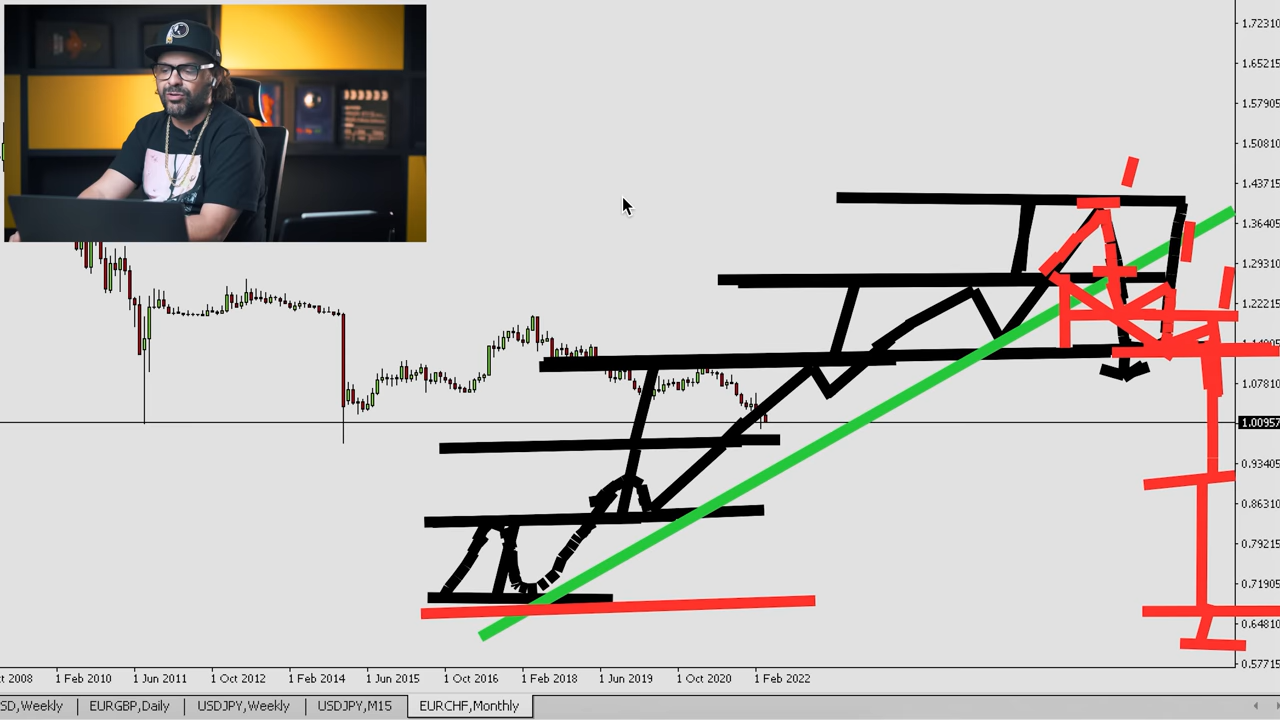 1.72310
1.65215
1.57905
1.50810
1.43715
1.36405
1.29310
1.22215
1.07810
1.00957
0.93405
0.86310
0.79215
0.71905
0.64810
0.57715
1 Feb 2010
1 Jun 2011
1 Oct 2012
1 Feb 2014
1 Jun 2015
1 Oct 2016
1 Feb 2018
1 Jun 2019
1 Oct 2020
1 Feb 2022
SD,Weekly
EURGBP,Daily
USDJPY,Weekly
USDJPY,M15
EURCHF,Monthly